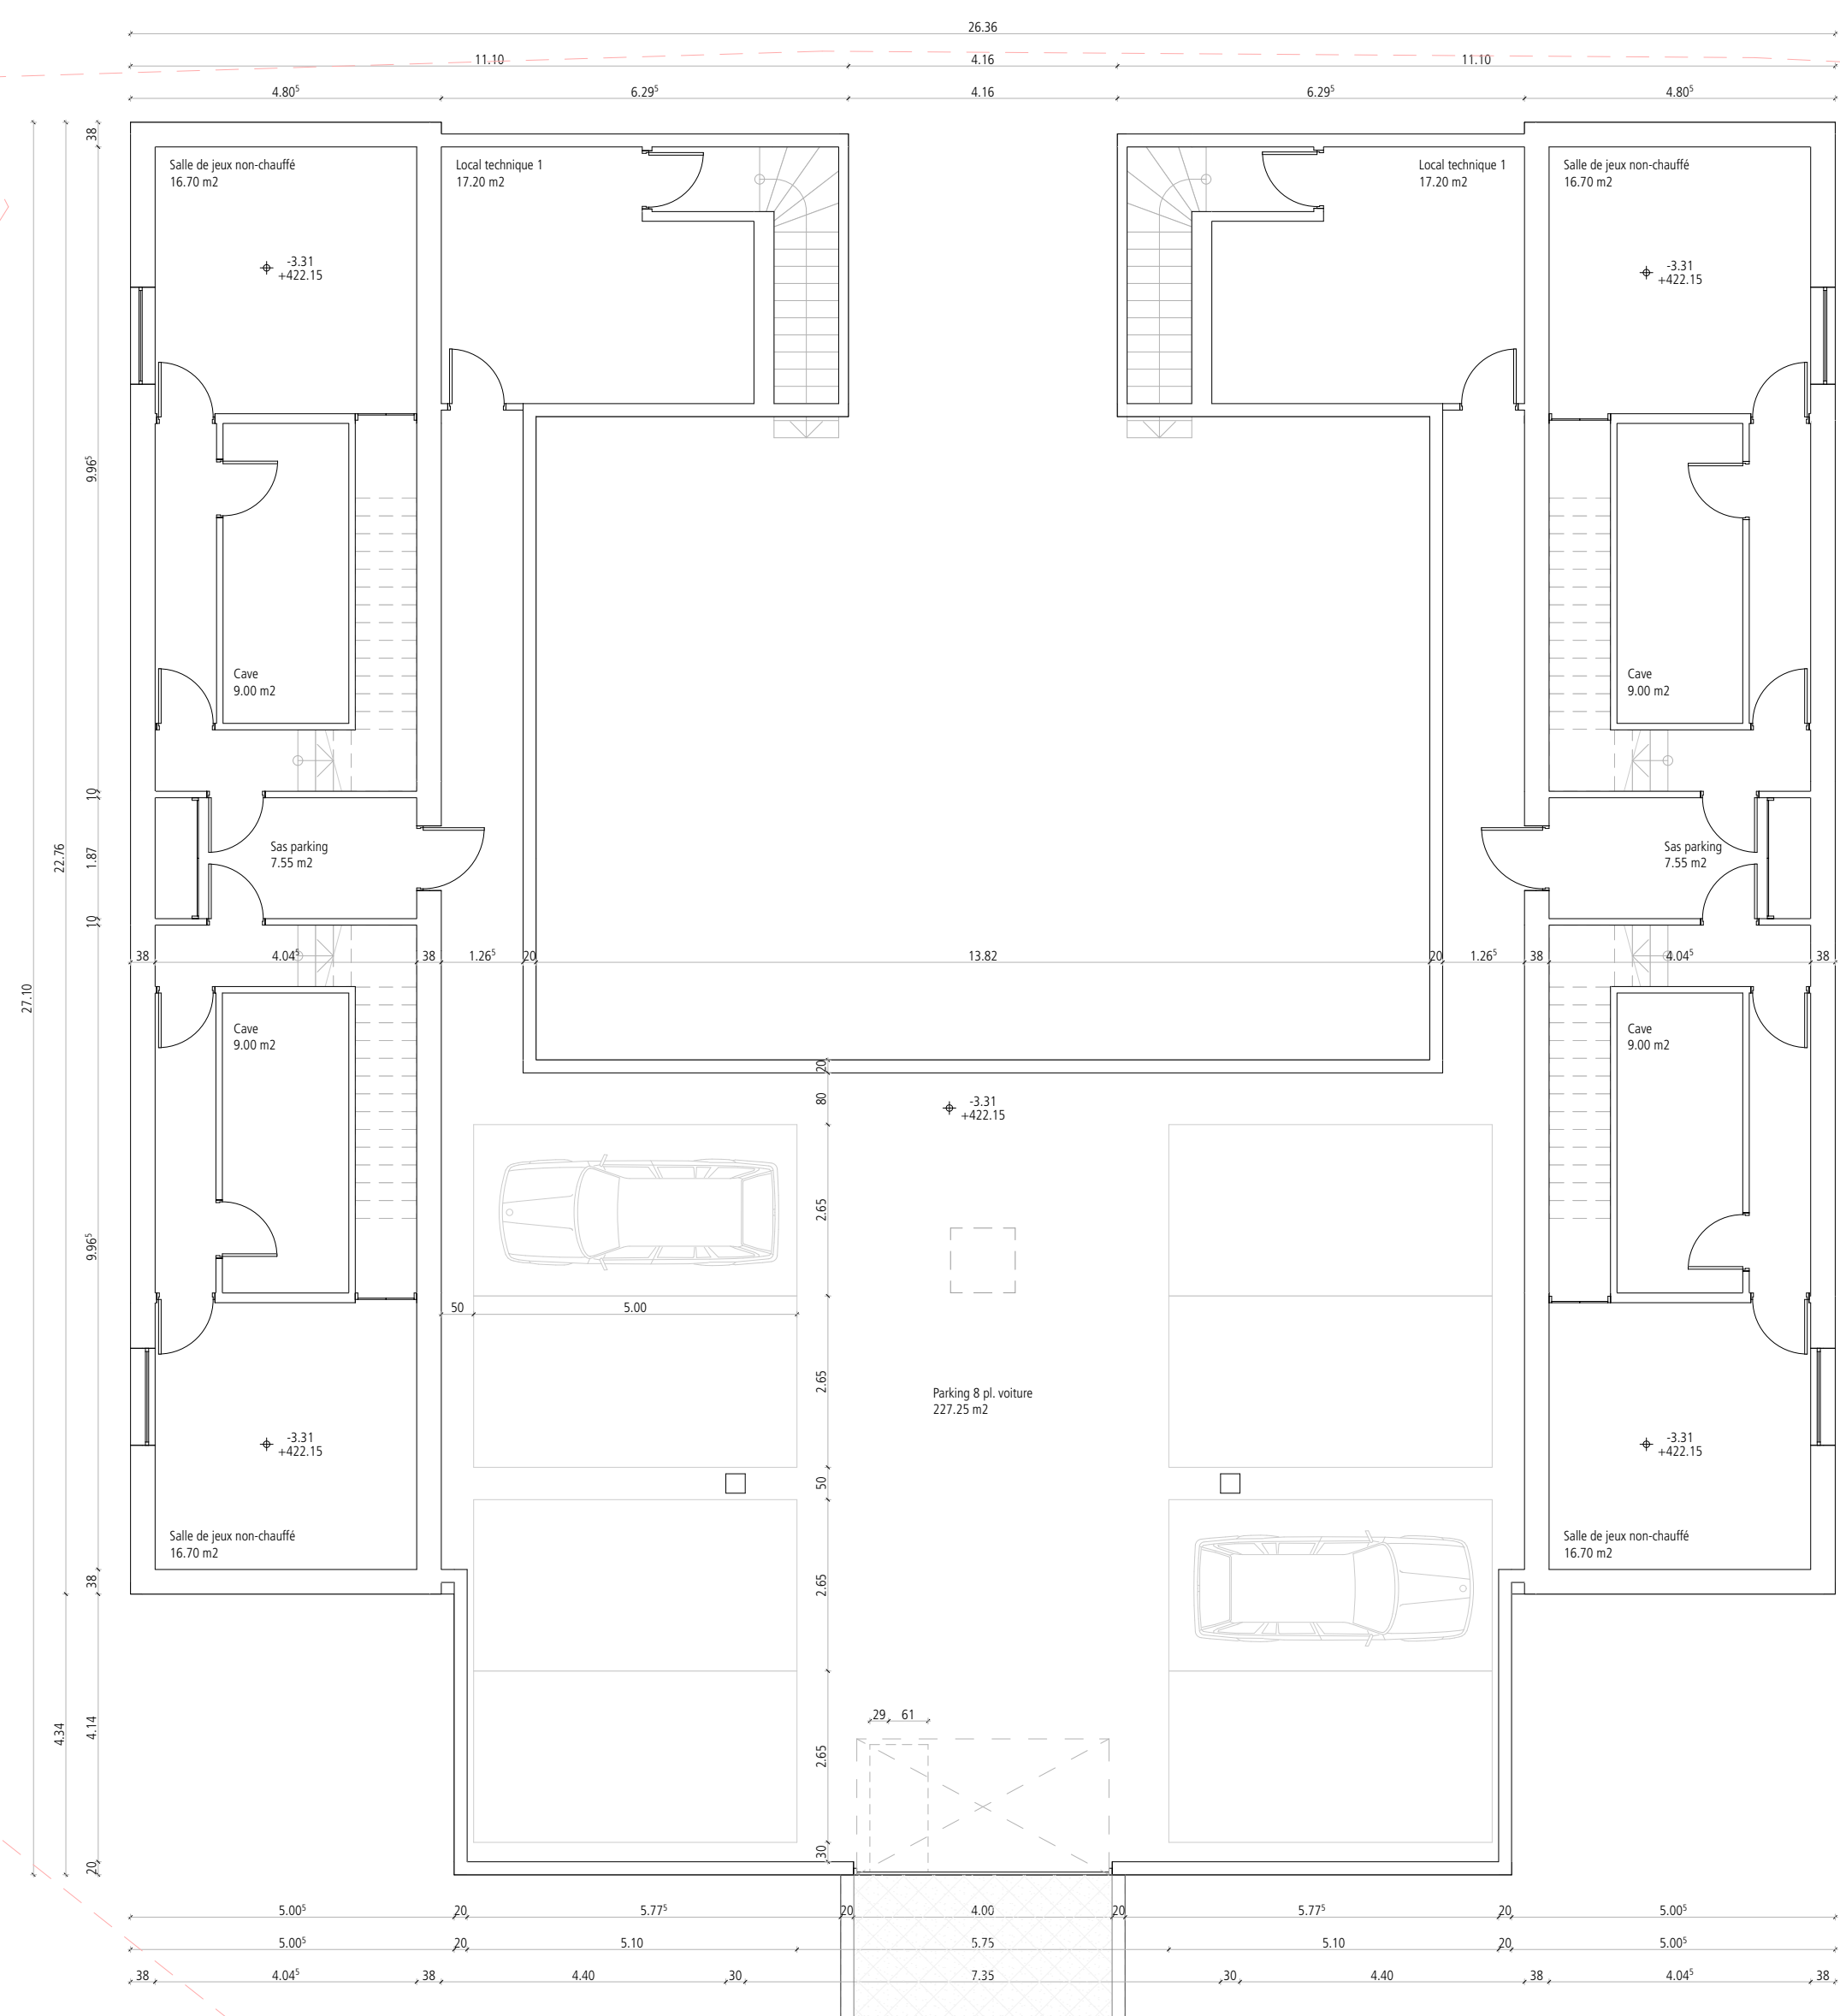 26.36
11.10 4.16 11.10
4.80⁵ 6.29⁵ 4.16 6.29⁵ 4.80⁵
38
Salle de jeux non-chauffé
16.70 m2
Local technique 1
17.20 m2
Local technique 1
17.20 m2
Salle de jeux non-chauffé
16.70 m2
-3.31
+422.15
-3.31
+422.15
9.96⁵
Cave
9.00 m2
Cave
9.00 m2
10
Sas parking
7.55 m2
Sas parking
7.55 m2
22.76
1.87
10
38 4.04⁵ 38 1.26⁵ 20 13.82 20 1.26⁵ 38 4.04⁵ 38
27.10
Cave
9.00 m2
Cave
9.00 m2
20
80
-3.31
+422.15
2.65
9.96⁵
50 5.00
2.65
Parking 8 pl. voiture
227.25 m2
-3.31
+422.15
-3.31
+422.15
50
Salle de jeux non-chauffé
16.70 m2
Salle de jeux non-chauffé
16.70 m2
38
2.65
4.34
4.14
29 61
2.65
30
20
5.00⁵ 20 5.77⁵ 20 4.00 20 5.77⁵ 20 5.00⁵
5.00⁵ 20 5.10 5.75 5.10 20 5.00⁵
38 4.04⁵ 38 4.40 30 7.35 30 4.40 38 4.04⁵ 38